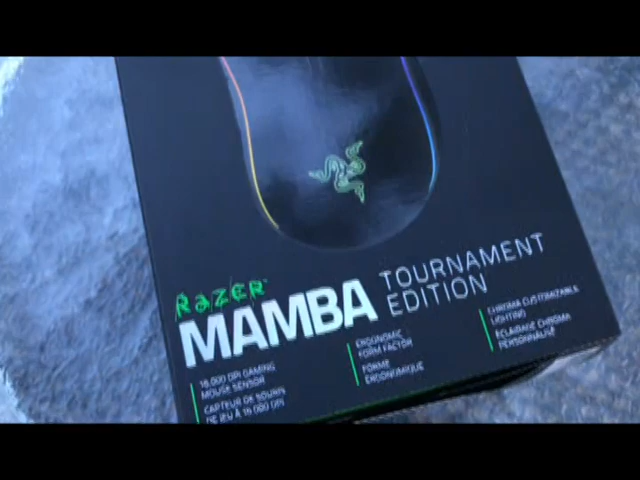 RAZER™
MAMBA TOURNAMENT
EDITION
16,000 DPI GAMING
MOUSE SENSOR
CAPTEUR DE SOURIS
DE JEU À 16 000 DPI
ERGONOMIC
FORM FACTOR
FORME
ERGONOMIQUE
CHROMA CUSTOMIZABLE
LIGHTING
ÉCLAIRAGE CHROMA
PERSONNALISÉ